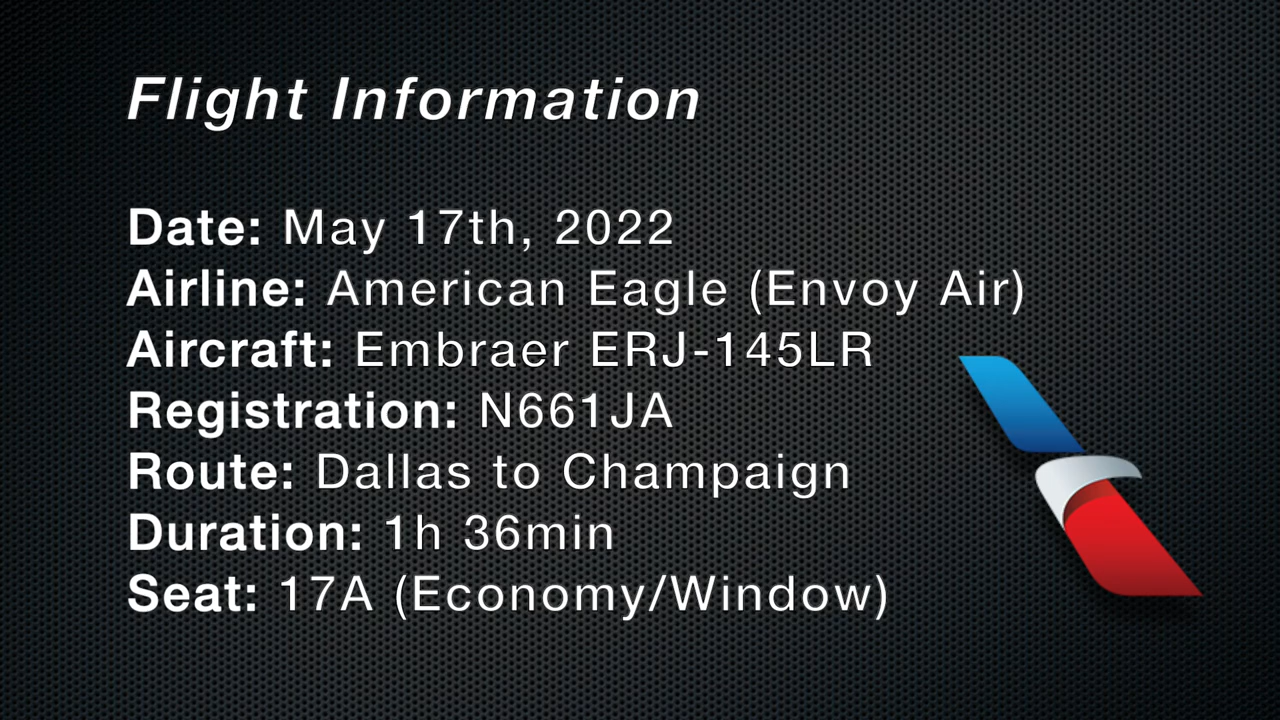 Flight Information
Date: May 17th, 2022
Airline: American Eagle (Envoy Air)
Aircraft: Embraer ERJ-145LR
Registration: N661JA
Route: Dallas to Champaign
Duration: 1h 36min
Seat: 17A (Economy/Window)